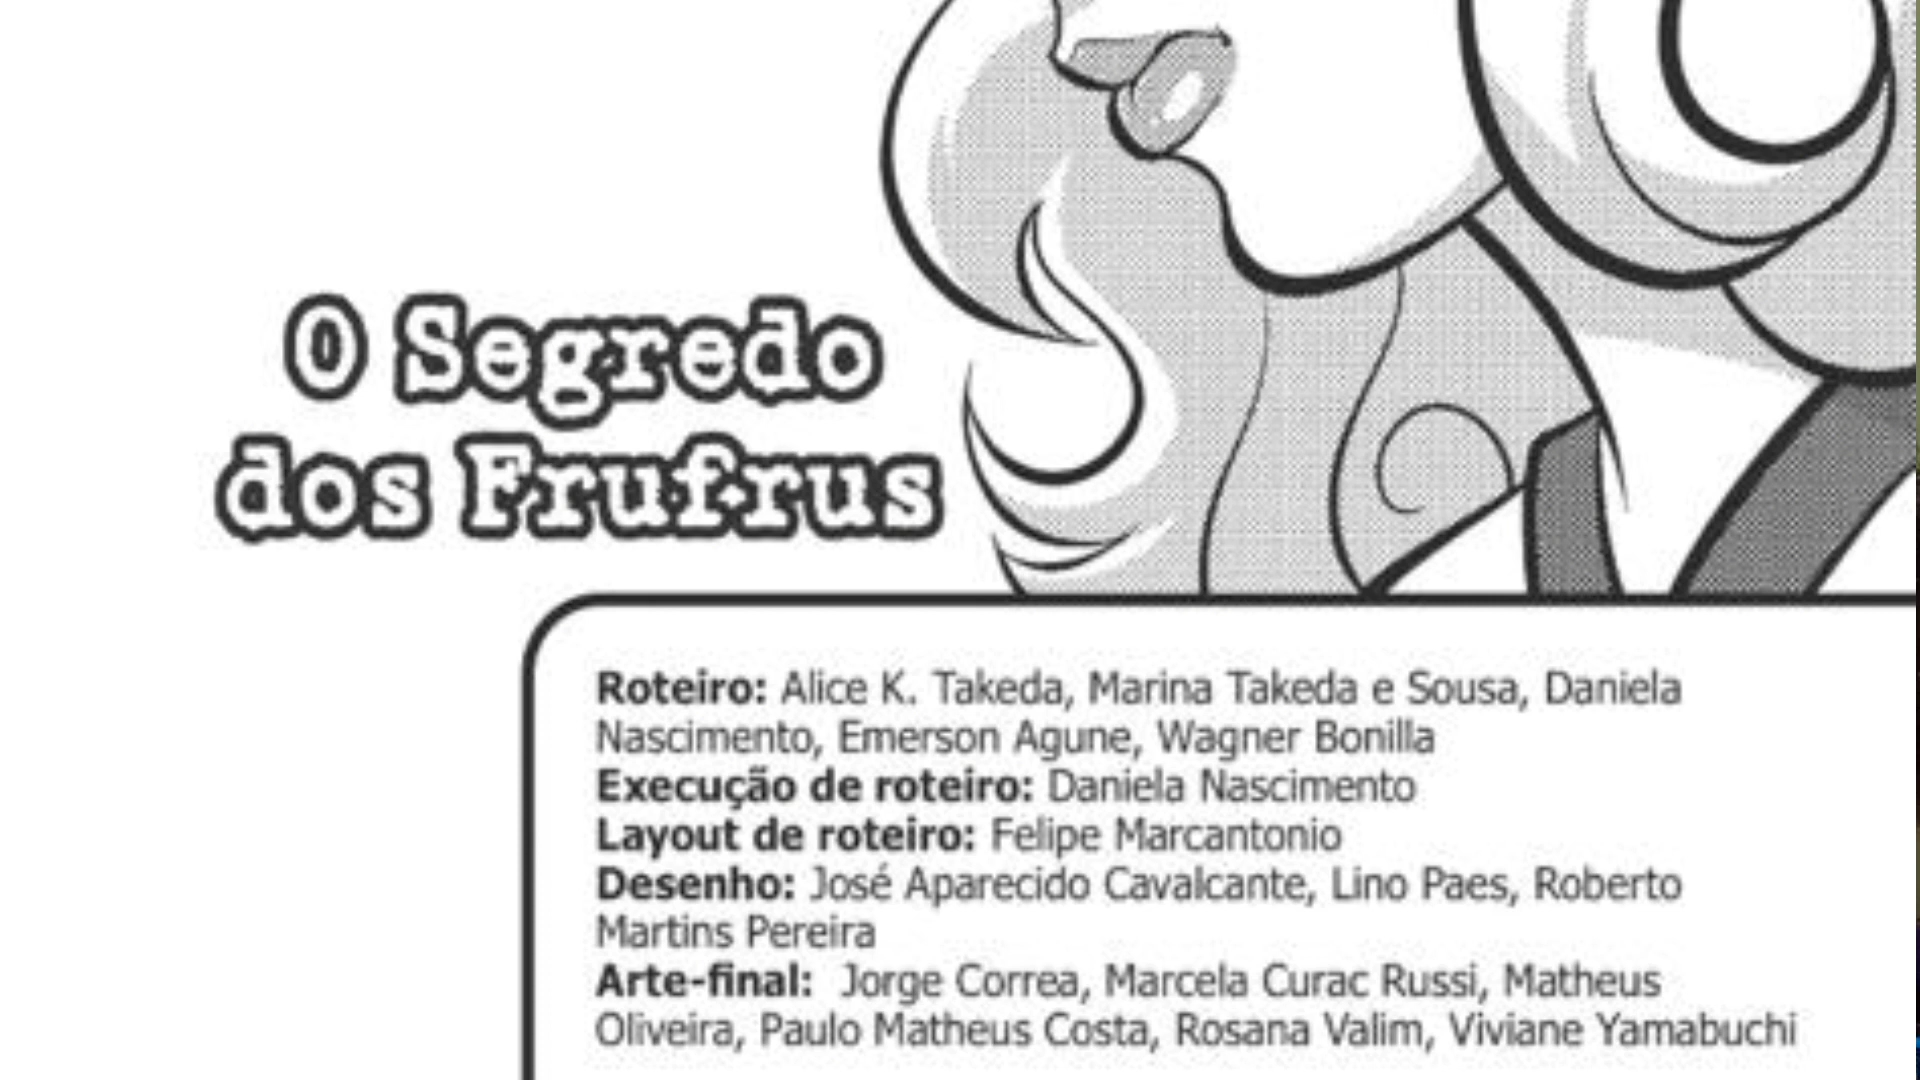 O Segredo
dos Frufrus
Roteiro: Alice K. Takeda, Marina Takeda e Sousa, Daniela
Nascimento, Emerson Agune, Wagner Bonilla
Execução de roteiro: Daniela Nascimento
Layout de roteiro: Felipe Marcantonio
Desenho: José Aparecido Cavalcante, Lino Paes, Roberto
Martins Pereira
Arte-final: Jorge Correa, Marcela Curac Russi, Matheus
Oliveira, Paulo Matheus Costa, Rosana Valim, Viviane Yamabuchi